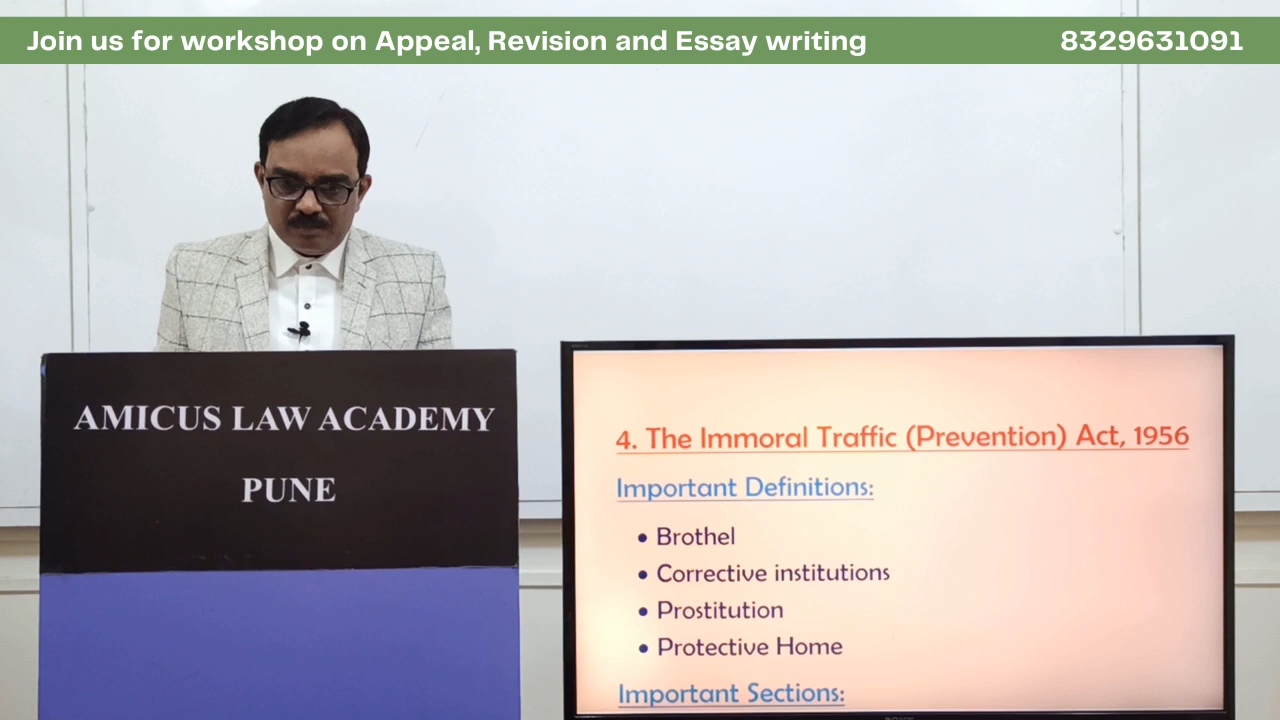 Join us for workshop on Appeal, Revision and Essay writing 8329631091
AMICUS LAW ACADEMY
PUNE
4. The Immoral Traffic (Prevention) Act, 1956
Important Definitions:
• Brothel
• Corrective institutions
• Prostitution
• Protective Home
Important Sections: